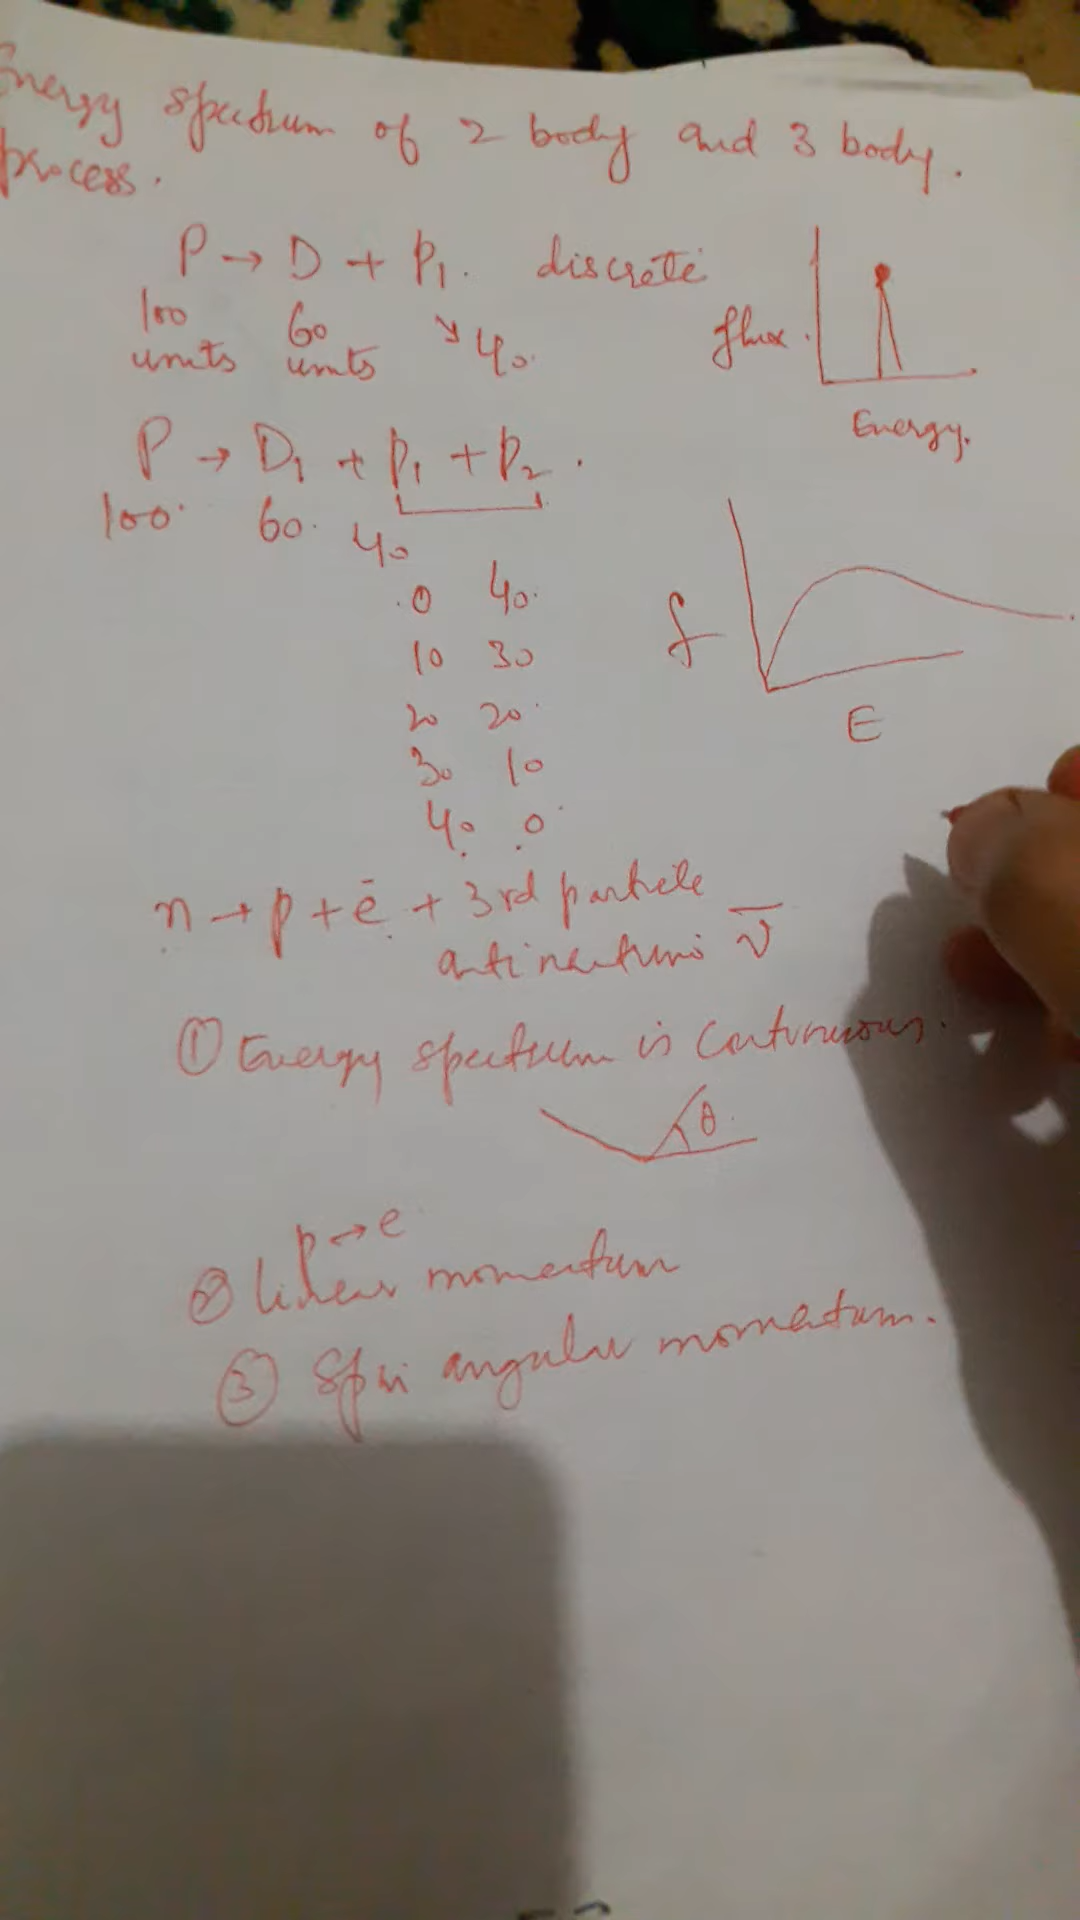 Energy spectrum of 2 body and 3 body.
process.
P → D + P₁. discrete
100 units 60 units ↘ 40.
flux.
Energy.
P → D₁ + P₁ + P₂.
100. 60. 40
0 40.
10 30
20 20.
30 10
40 0
f
E
n → p + ē + 3rd particle
antineutrino ν̅
① Energy spectrum is continuous.
θ.
p ↔ e
② linear momentum
③ Spin angular momentum.